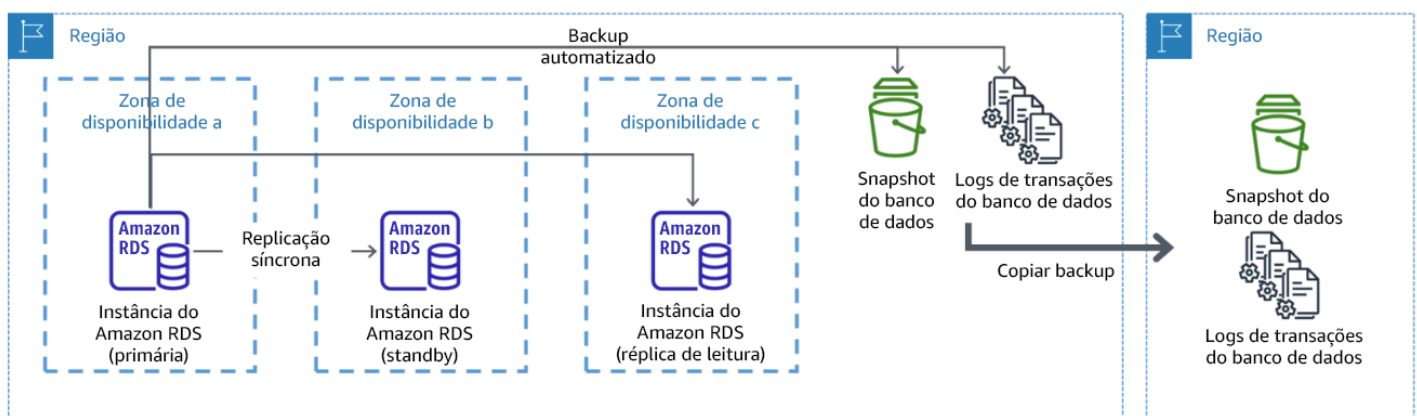 Região
Backup
automatizado
Zona de
disponibilidade a
Zona de
disponibilidade b
Zona de
disponibilidade c
Amazon
RDS
Replicação
síncrona
Amazon
RDS
Amazon
RDS
Instância do
Amazon RDS
(primária)
Instância do
Amazon RDS
(standby)
Instância do
Amazon RDS
(réplica de leitura)
Snapshot
do banco
de dados
Logs de transações
do banco de dados
Copiar backup
Região
Snapshot do
banco de dados
Logs de transações
do banco de dados